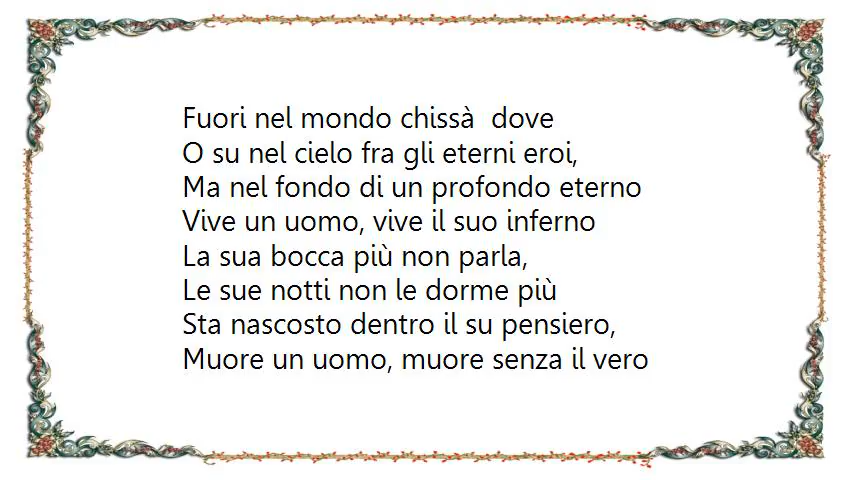 Fuori nel mondo chissà  dove
O su nel cielo fra gli eterni eroi,
Ma nel fondo di un profondo eterno
Vive un uomo, vive il suo inferno
La sua bocca più non parla,
Le sue notti non le dorme più
Sta nascosto dentro il su pensiero,
Muore un uomo, muore senza il vero